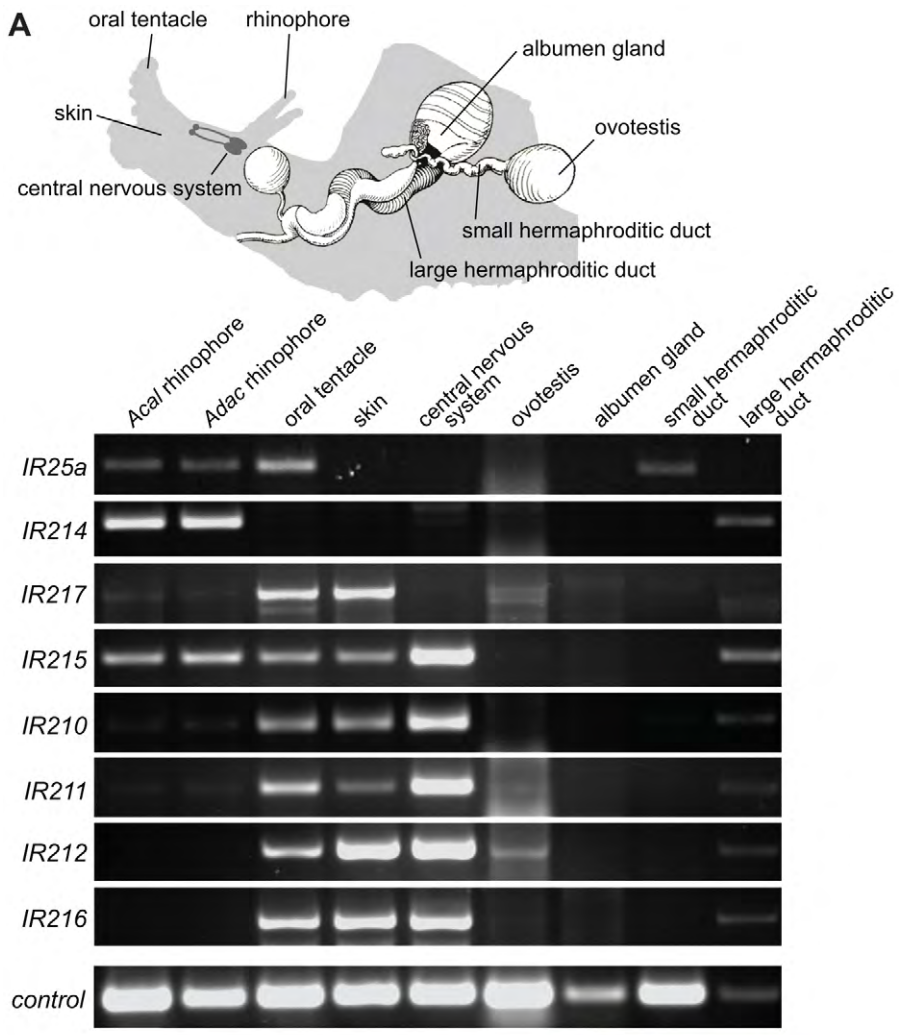 A
oral tentacle
rhinophore
albumen gland
skin
ovotestis
central nervous system
small hermaphroditic duct
large hermaphroditic duct
Acal rhinophore
Adac rhinophore
oral tentacle
skin
central nervous
system
ovotestis
albumen gland
small hermaphroditic
duct
large hermaphroditic
duct
IR25a
IR214
IR217
IR215
IR210
IR211
IR212
IR216
control